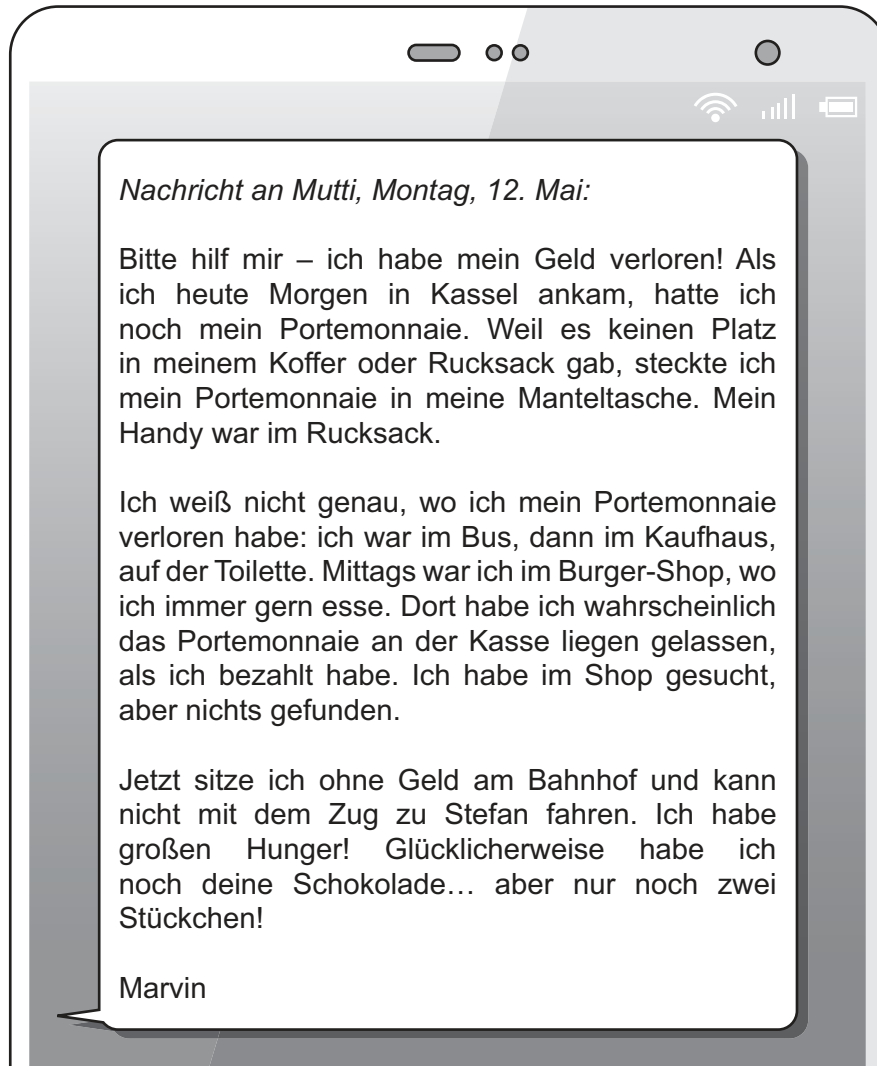 Nachricht an Mutti, Montag, 12. Mai:
Bitte hilf mir – ich habe mein Geld verloren! Als
ich heute Morgen in Kassel ankam, hatte ich
noch mein Portemonnaie. Weil es keinen Platz
in meinem Koffer oder Rucksack gab, steckte ich
mein Portemonnaie in meine Manteltasche. Mein
Handy war im Rucksack.
Ich weiß nicht genau, wo ich mein Portemonnaie
verloren habe: ich war im Bus, dann im Kaufhaus,
auf der Toilette. Mittags war ich im Burger-Shop, wo
ich immer gern esse. Dort habe ich wahrscheinlich
das Portemonnaie an der Kasse liegen gelassen,
als ich bezahlt habe. Ich habe im Shop gesucht,
aber nichts gefunden.
Jetzt sitze ich ohne Geld am Bahnhof und kann
nicht mit dem Zug zu Stefan fahren. Ich habe
großen Hunger! Glücklicherweise habe ich
noch deine Schokolade… aber nur noch zwei
Stückchen!
Marvin